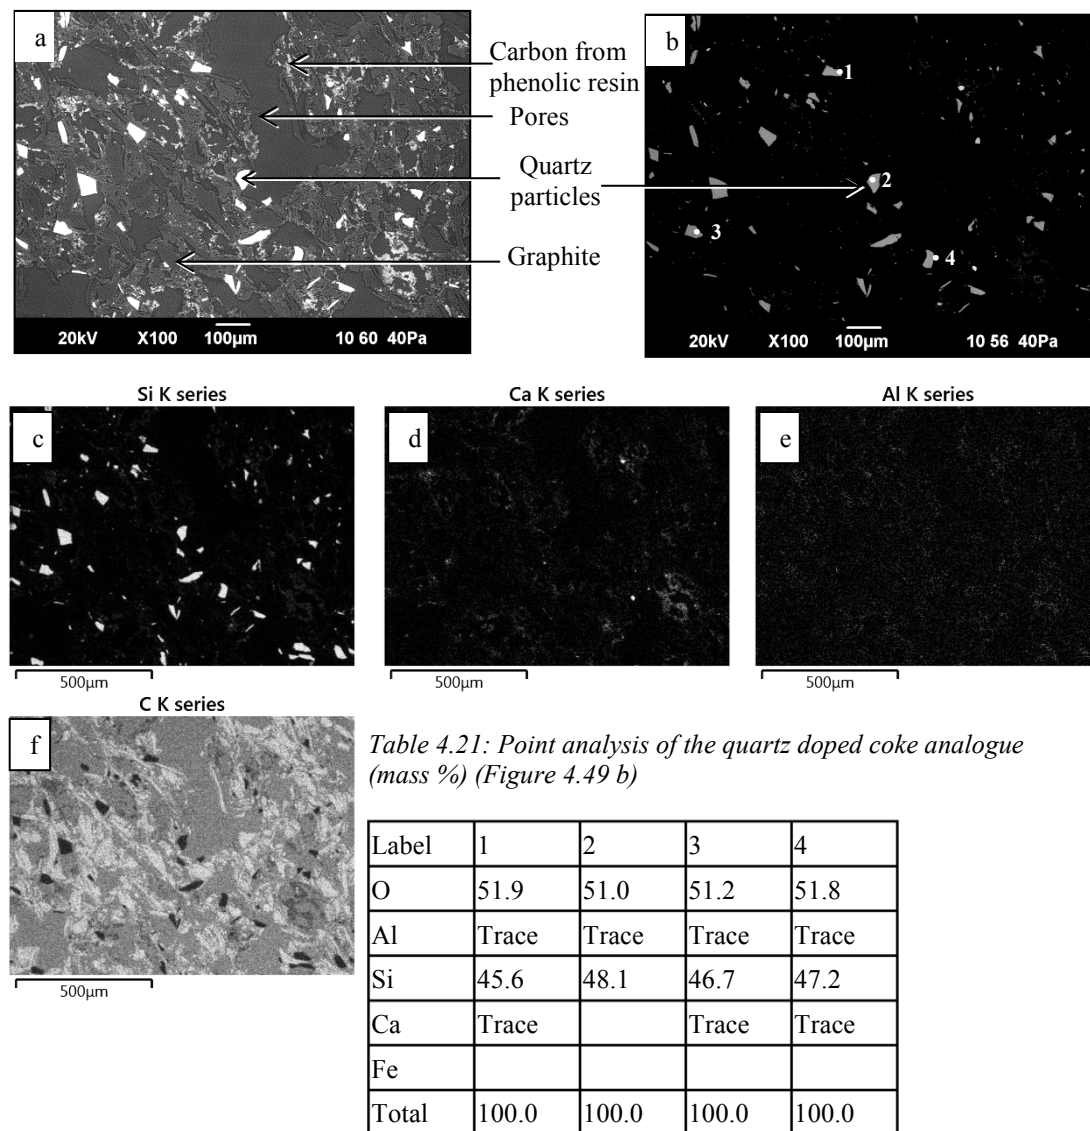 a
Carbon from
phenolic resin
Pores
Quartz
particles
Graphite
20kV X100 100µm 10 60 40Pa
b
1
2
3
4
20kV X100 100µm 10 56 40Pa
Si K series
c
500µm
Ca K series
d
500µm
Al K series
e
500µm
C K series
f
500µm
Table 4.21: Point analysis of the quartz doped coke analogue
(mass %) (Figure 4.49 b)
Label 1 2 3 4
O 51.9 51.0 51.2 51.8
Al Trace Trace Trace Trace
Si 45.6 48.1 46.7 47.2
Ca Trace Trace Trace
Fe
Total 100.0 100.0 100.0 100.0